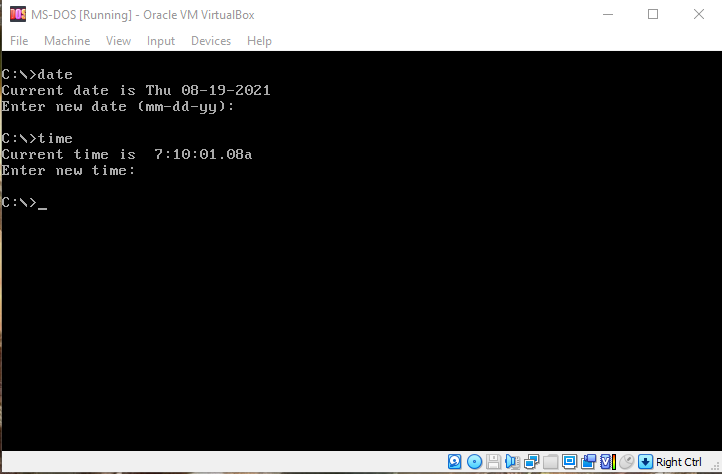 DOS MS-DOS [Running] - Oracle VM VirtualBox
File Machine View Input Devices Help
C:\>date
Current date is Thu 08-19-2021
Enter new date (mm-dd-yy):
C:\>time
Current time is  7:10:01.08a
Enter new time:
C:\>_
Right Ctrl